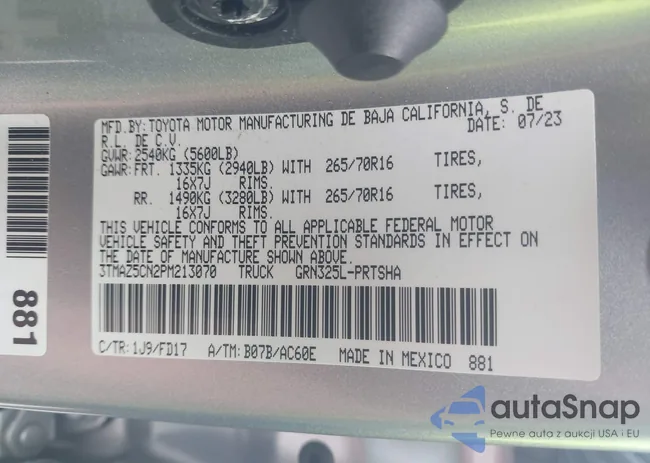 MFD.BY:TOYOTA MOTOR MANUFACTURING DE BAJA CALIFORNIA, S. DE
R.L. DE C.V. DATE: 07/23
GVWR:2540KG (5600LB)
GAWR:FRT. 1335KG (2940LB) WITH 265/70R16 TIRES,
16X7J RIMS.
RR. 1490KG (3280LB) WITH 265/70R16 TIRES,
16X7J RIMS.
THIS VEHICLE CONFORMS TO ALL APPLICABLE FEDERAL MOTOR
VEHICLE SAFETY AND THEFT PREVENTION STANDARDS IN EFFECT ON
THE DATE OF MANUFACTURE SHOWN ABOVE.
3TMAZ5CN2PM213070 TRUCK GRN325L-PRTSHA
C/TR:1J9/FD17 A/TM:B07B/AC60E MADE IN MEXICO 881
881
autaSnap
Pewne auta z aukcji USA i EU